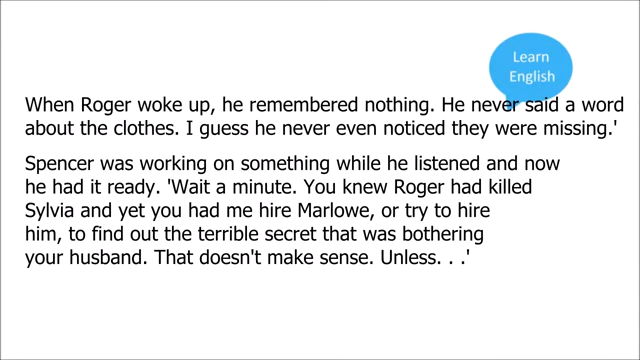 Learn
English
When Roger woke up, he remembered nothing. He never said a word
about the clothes. I guess he never even noticed they were missing.'
Spencer was working on something while he listened and now
he had it ready. 'Wait a minute. You knew Roger had killed
Sylvia and yet you had me hire Marlowe, or try to hire
him, to find out the terrible secret that was bothering
your husband. That doesn't make sense. Unless. . .'